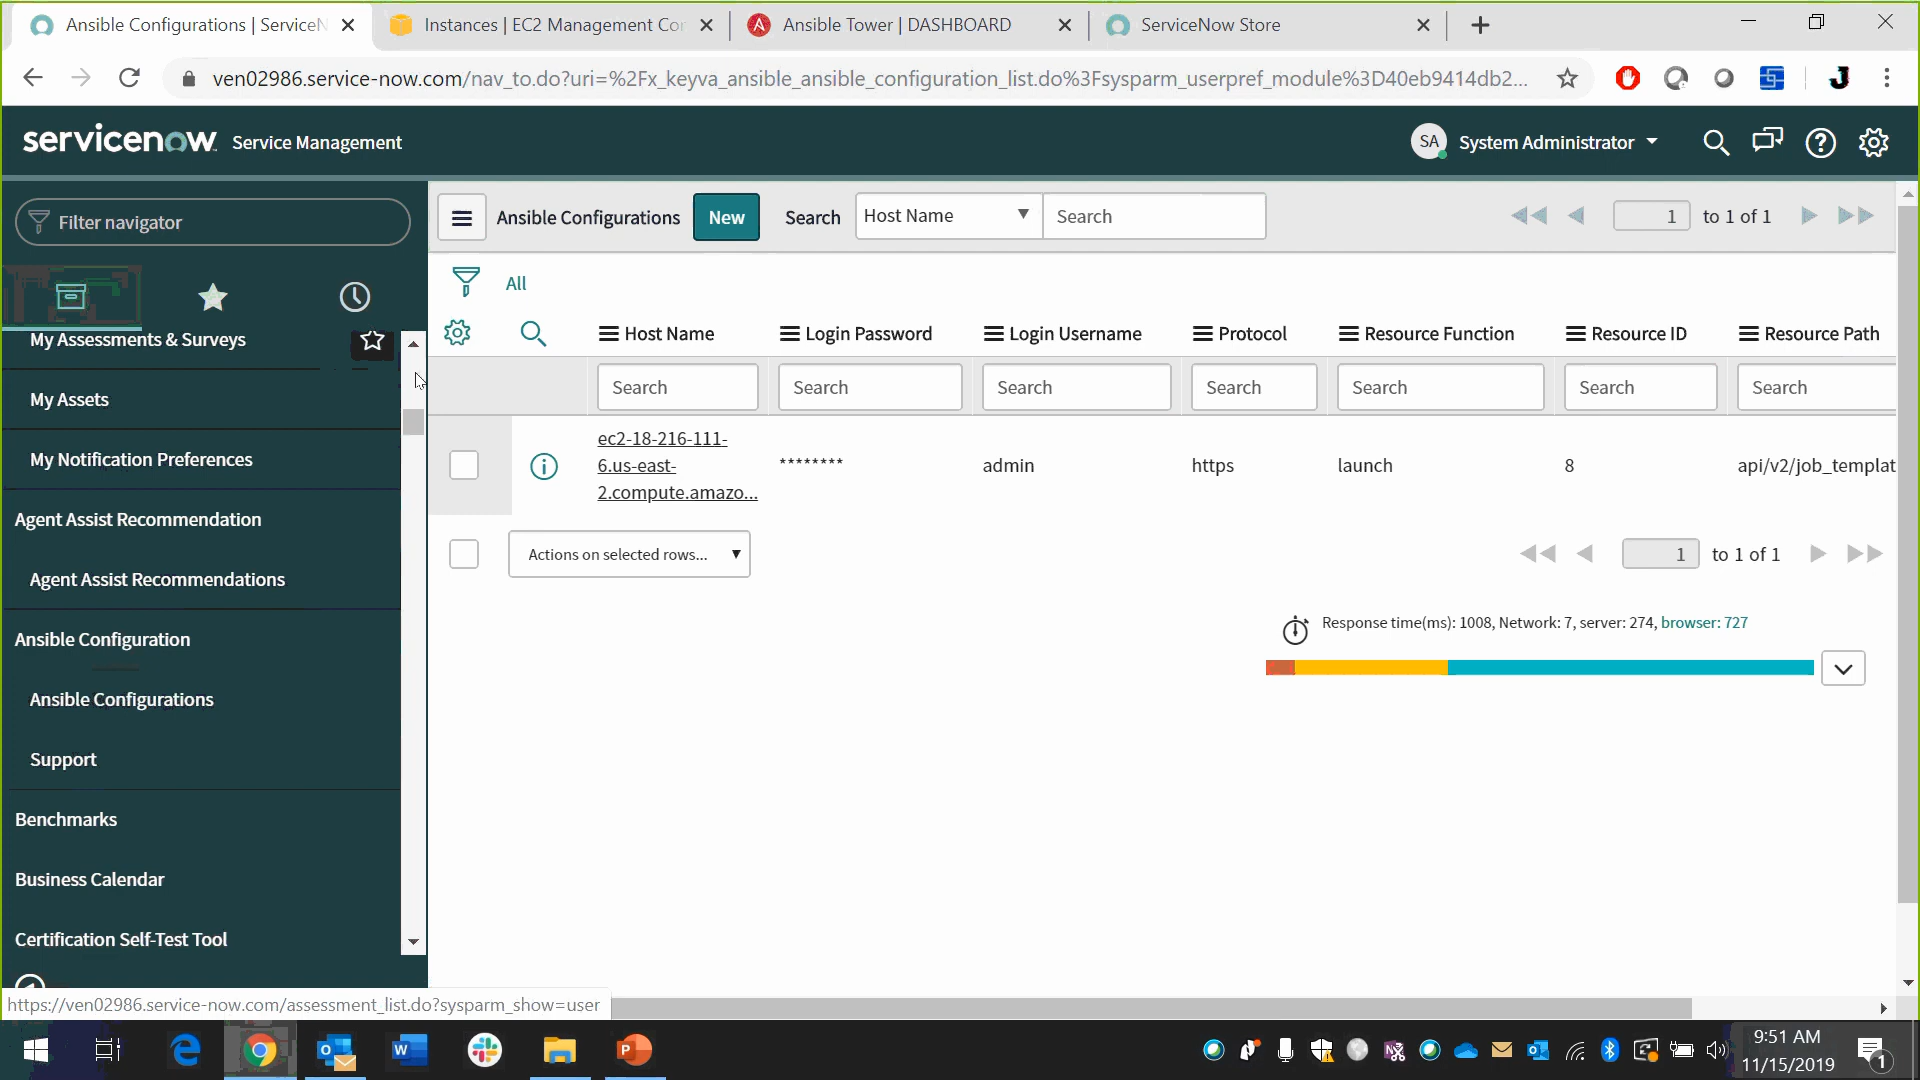 Ansible Configurations | ServiceN
Instances | EC2 Management Con
Ansible Tower | DASHBOARD
ServiceNow Store
ven02986.service-now.com/nav_to.do?uri=%2Fx_keyva_ansible_ansible_configuration_list.do%3Fsysparm_userpref_module%3D40eb9414db2...
servicenow Service Management
SA System Administrator
Filter navigator
Ansible Configurations New Search Host Name Search
1 to 1 of 1
All
My Assessments & Surveys
My Assets
My Notification Preferences
Agent Assist Recommendation
Agent Assist Recommendations
Ansible Configuration
Ansible Configurations
Support
Benchmarks
Business Calendar
Certification Self-Test Tool
Host Name Login Password Login Username Protocol Resource Function Resource ID Resource Path
Search Search Search Search Search Search Search
ec2-18-216-111-
6.us-east-
2.compute.amazo...
******** admin https launch 8 api/v2/job_templat
Actions on selected rows...
1 to 1 of 1
Response time(ms): 1008, Network: 7, server: 274, browser: 727
https://ven02986.service-now.com/assessment_list.do?sysparm_show=user
9:51 AM
11/15/2019
1